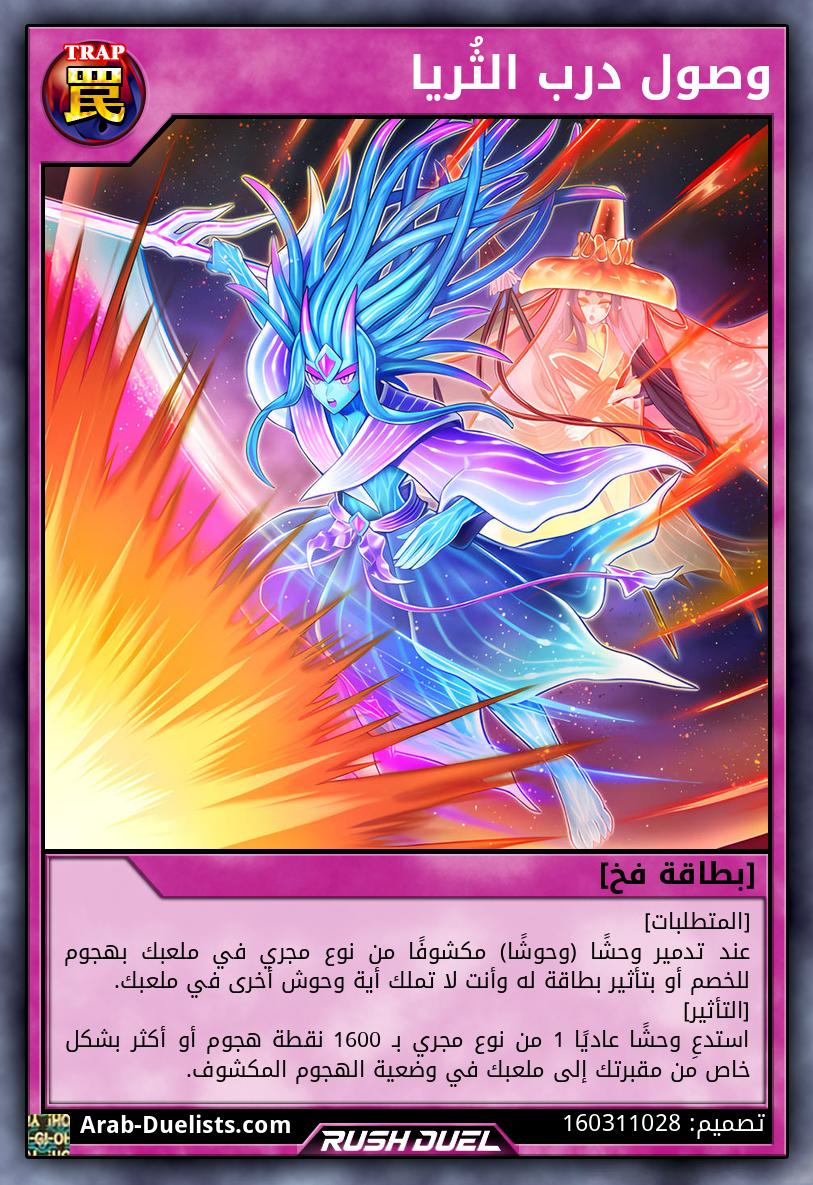 TRAP
罠
وصول درب الثُريا
[بطاقة فخ]
[المتطلبات]
عند تدمير وحشًا (وحوشًا) مكشوفًا من نوع مجري في ملعبك بهجوم
للخصم أو بتأثير بطاقة له وأنت لا تملك أية وحوش أخرى في ملعبك.
[التأثير]
استدعِ وحشًا عاديًا 1 من نوع مجري بـ 1600 نقطة هجوم أو أكثر بشكل
خاص من مقبرتك إلى ملعبك في وضعية الهجوم المكشوف.
تصميم: 160311028
Arab-Duelists.com
RUSH DUEL